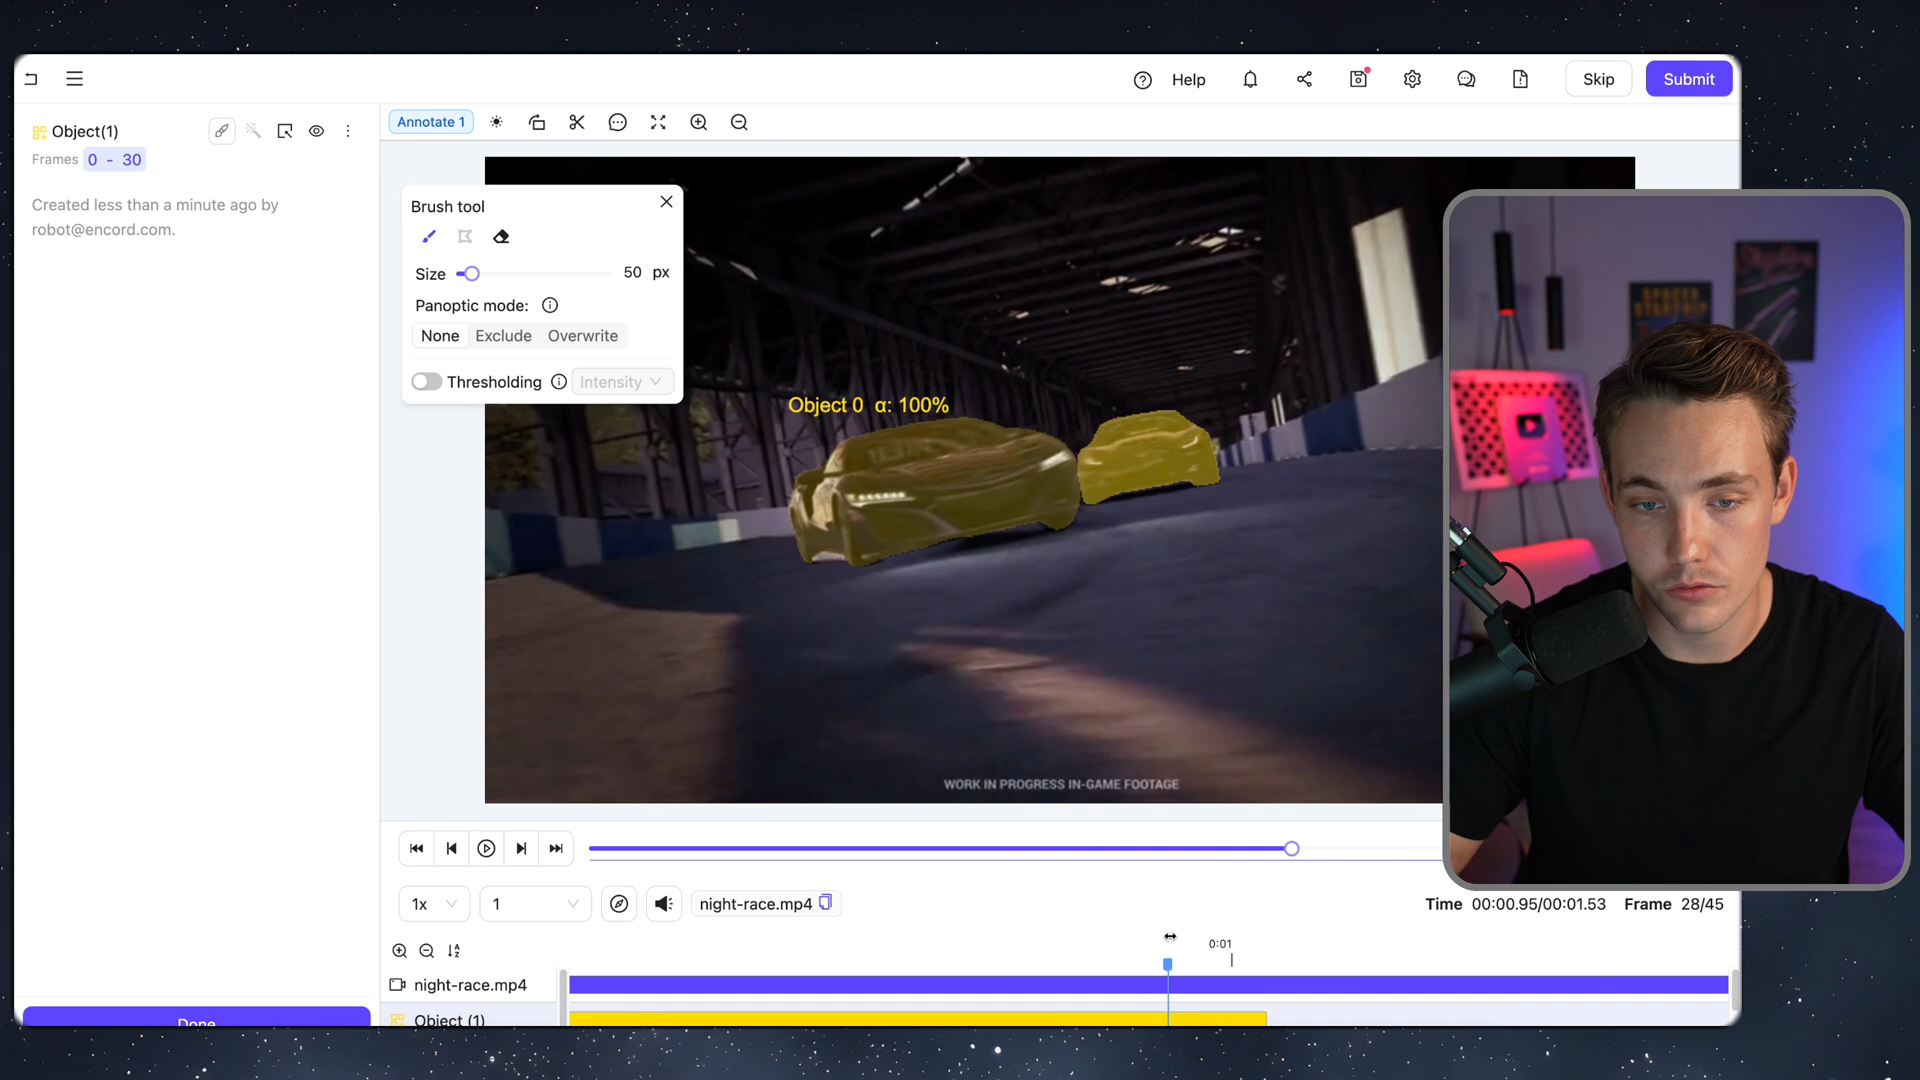 Help
Skip
Submit
Object(1)
Frames 0 - 30
Created less than a minute ago by
robot@encord.com.
Annotate 1
Brush tool
Size 50 px
Panoptic mode:
None Exclude Overwrite
Thresholding Intensity
Object 0 α: 100%
WORK IN PROGRESS IN-GAME FOOTAGE
1x
1
night-race.mp4
Time 00:00.95/00:01.53 Frame 28/45
0:01
night-race.mp4
Object (1)
Done